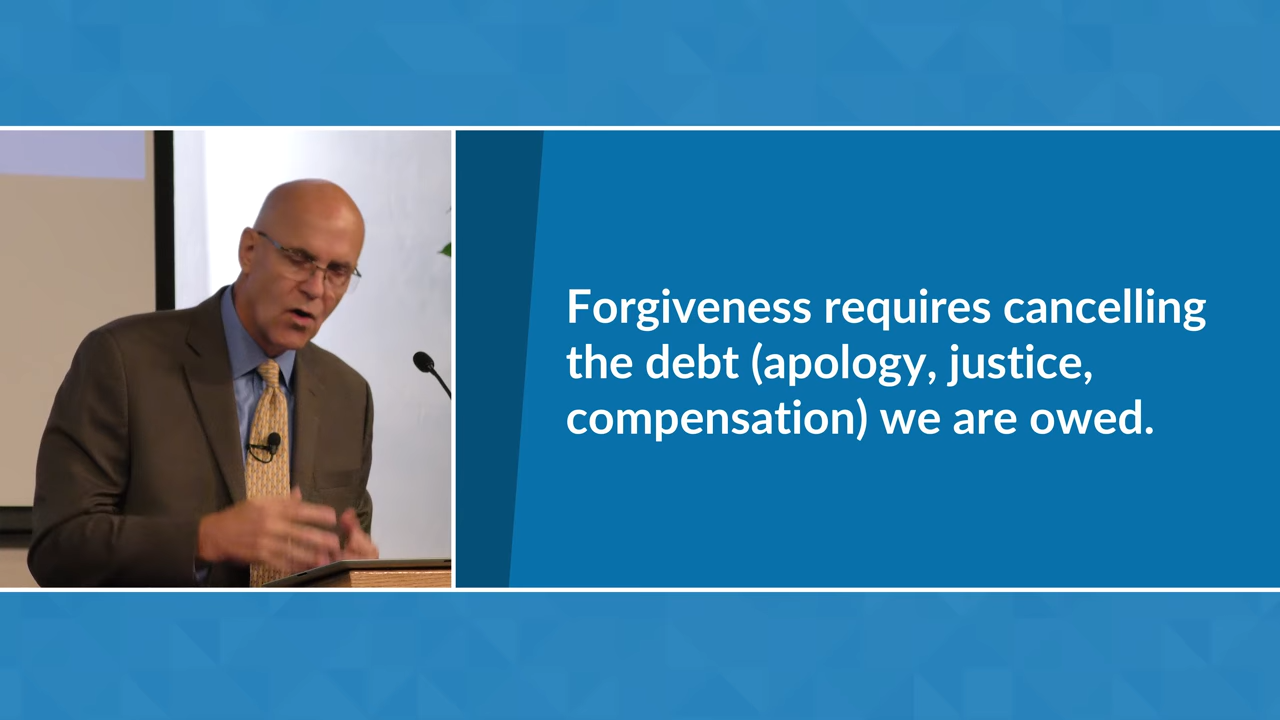 Forgiveness requires cancelling
the debt (apology, justice,
compensation) we are owed.